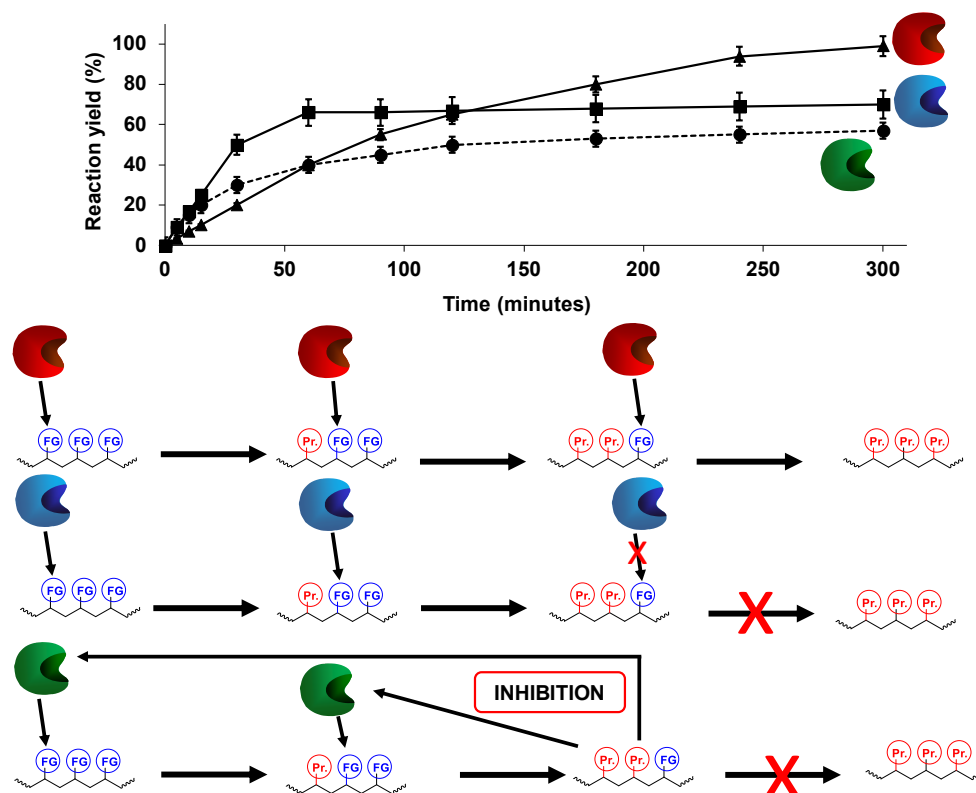 100
80
60
40
20
0
Reaction yield (%)
0 50 100 150 200 250 300
Time (minutes)
FG FG FG Pr. FG FG Pr. Pr. FG Pr. Pr. Pr.
FG FG FG Pr. FG FG X Pr. Pr. FG X Pr. Pr. Pr.
INHIBITION
FG FG FG Pr. FG FG Pr. Pr. FG X Pr. Pr. Pr.